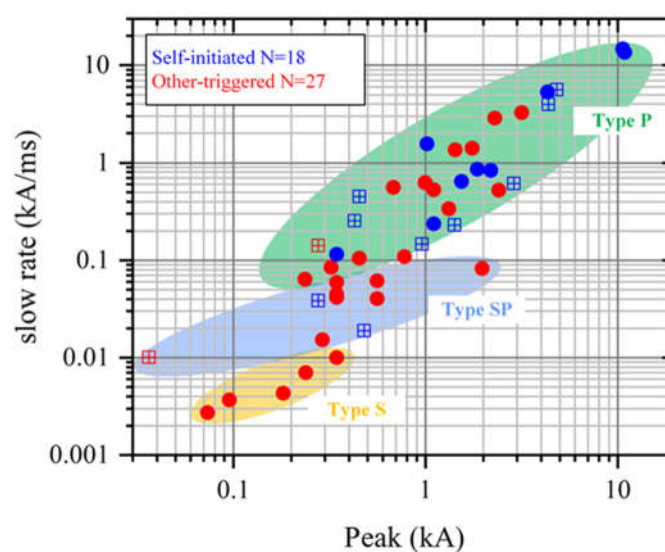 Self-initiated N=18
Other-triggered N=27
10
Type P
1
slow rate (kA/ms)
0.1
Type SP
0.01
Type S
0.001
0.1
1
10
Peak (kA)